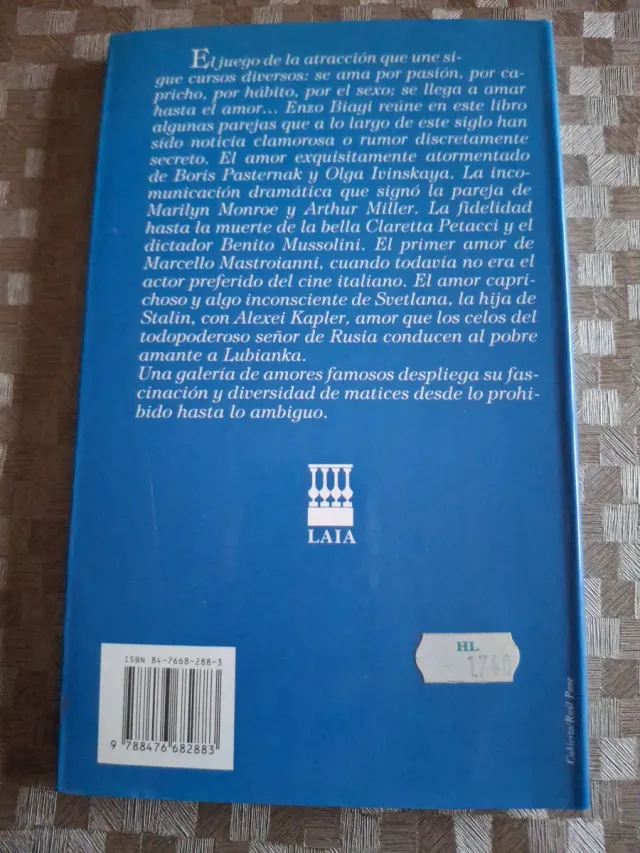 El juego de la atracción que une si-
gue cursos diversos: se ama por pasión, por ca-
pricho, por hábito, por el sexo; se llega a amar
hasta el amor... Enzo Biagi reúne en este libro
algunas parejas que a lo largo de este siglo han
sido noticia clamorosa o rumor discretamente
secreto. El amor exquisitamente atormentado
de Boris Pasternak y Olga Ivinskaya. La inco-
municación dramática que signó la pareja de
Marilyn Monroe y Arthur Miller. La fidelidad
hasta la muerte de la bella Claretta Petacci y el
dictador Benito Mussolini. El primer amor de
Marcello Mastroianni, cuando todavía no era el
actor preferido del cine italiano. El amor capri-
choso y algo inconsciente de Svetlana, la hija de
Stalin, con Alexei Kapler, amor que los celos del
todopoderoso señor de Rusia conducen al pobre
amante a Lubianka.
Una galería de amores famosos despliega su fas-
cinación y diversidad de matices desde lo prohi-
bido hasta lo ambiguo.
LAIA
ISBN 84-7668-288-3
9 788476 682883
HL
1.740
Cubierta/Raúl Pane